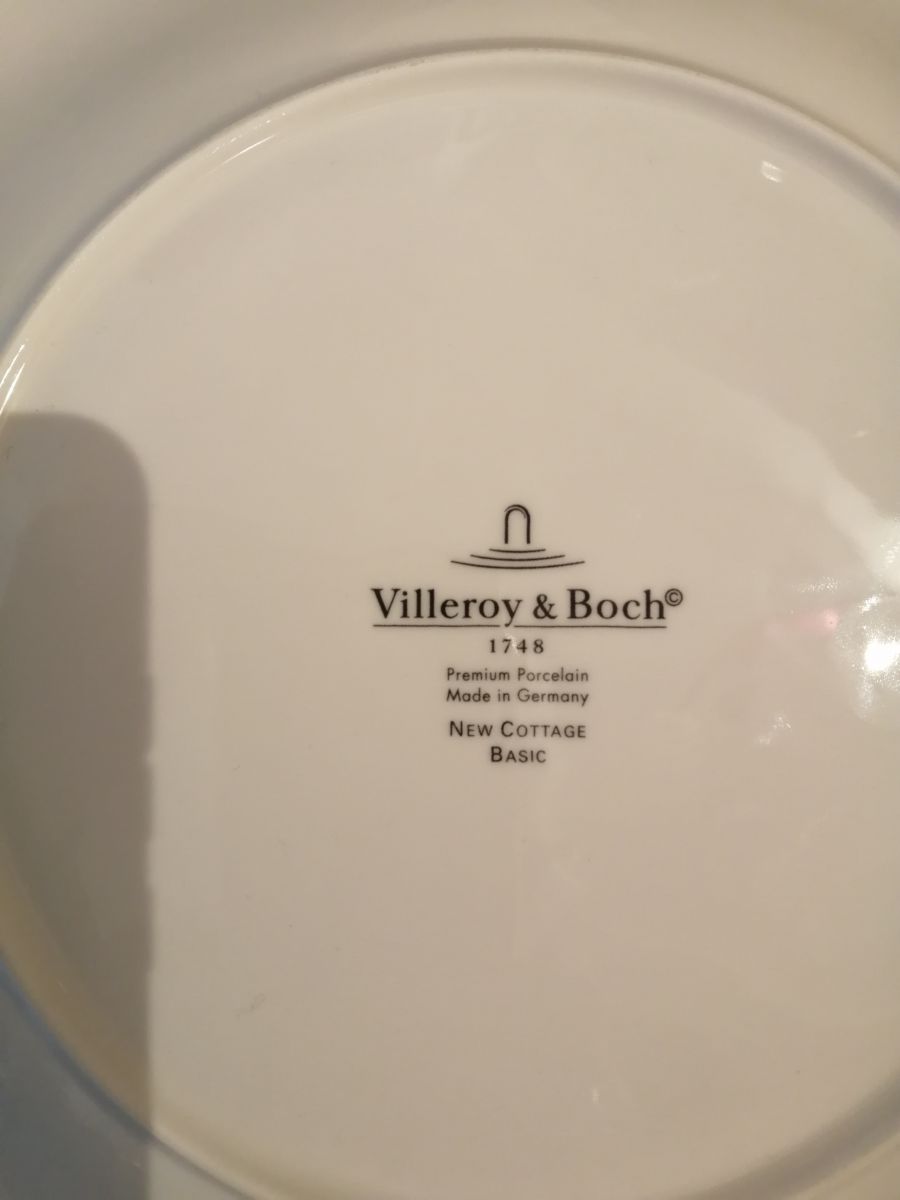 Villeroy & Boch©
1748
Premium Porcelain
Made in Germany
NEW COTTAGE
BASIC